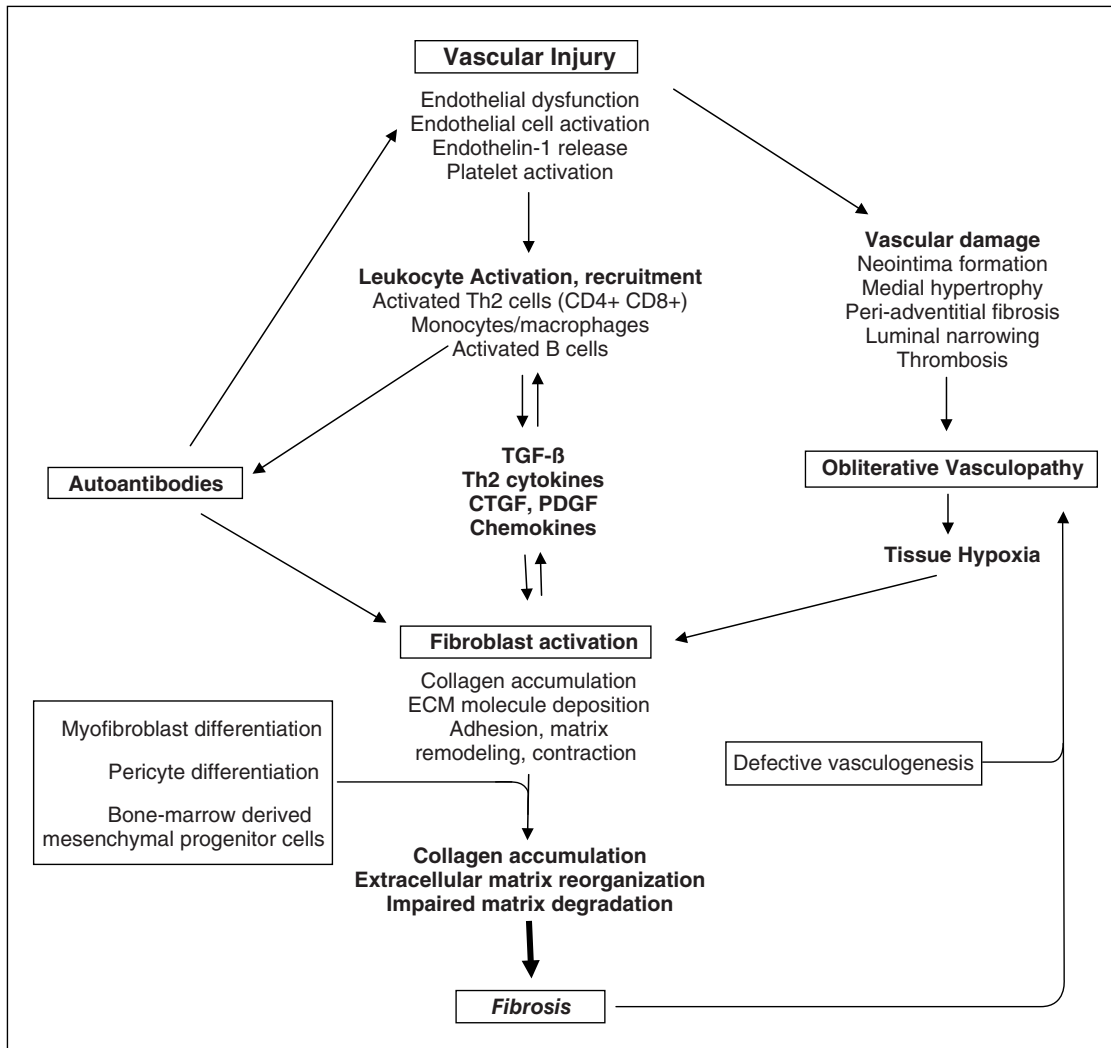 Vascular Injury
Endothelial dysfunction
Endothelial cell activation
Endothelin-1 release
Platelet activation
Leukocyte Activation, recruitment
Activated Th2 cells (CD4+ CD8+)
Monocytes/macrophages
Activated B cells
Vascular damage
Neointima formation
Medial hypertrophy
Peri-adventitial fibrosis
Luminal narrowing
Thrombosis
Autoantibodies
TGF-ß
Th2 cytokines
CTGF, PDGF
Chemokines
Obliterative Vasculopathy
Tissue Hypoxia
Fibroblast activation
Collagen accumulation
ECM molecule deposition
Adhesion, matrix
remodeling, contraction
Myofibroblast differentiation
Pericyte differentiation
Bone-marrow derived
mesenchymal progenitor cells
Defective vasculogenesis
Collagen accumulation
Extracellular matrix reorganization
Impaired matrix degradation
Fibrosis